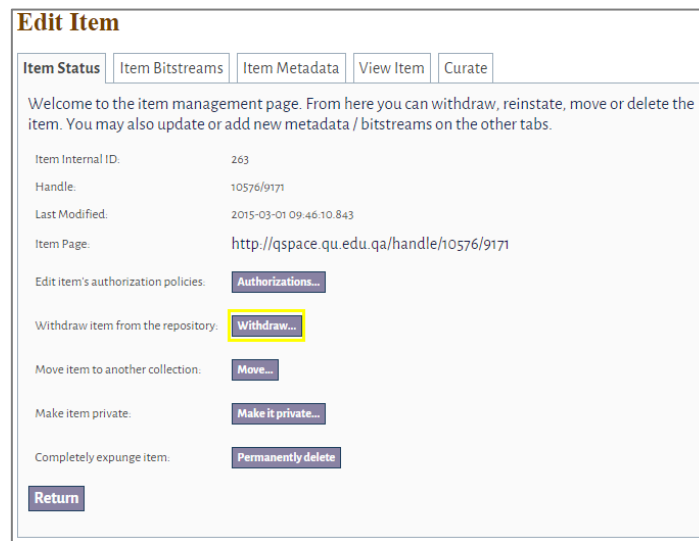 Edit Item
Item Status Item Bitstreams Item Metadata View Item Curate
Welcome to the item management page. From here you can withdraw, reinstate, move or delete the
item. You may also update or add new metadata / bitstreams on the other tabs.
Item Internal ID: 263
Handle: 10576/9171
Last Modified: 2015-03-01 09:46:10.843
Item Page: http://qspace.qu.edu.qa/handle/10576/9171
Edit item's authorization policies: Authorizations...
Withdraw item from the repository: Withdraw...
Move item to another collection: Move...
Make item private: Make it private...
Completely expunge item: Permanently delete
Return